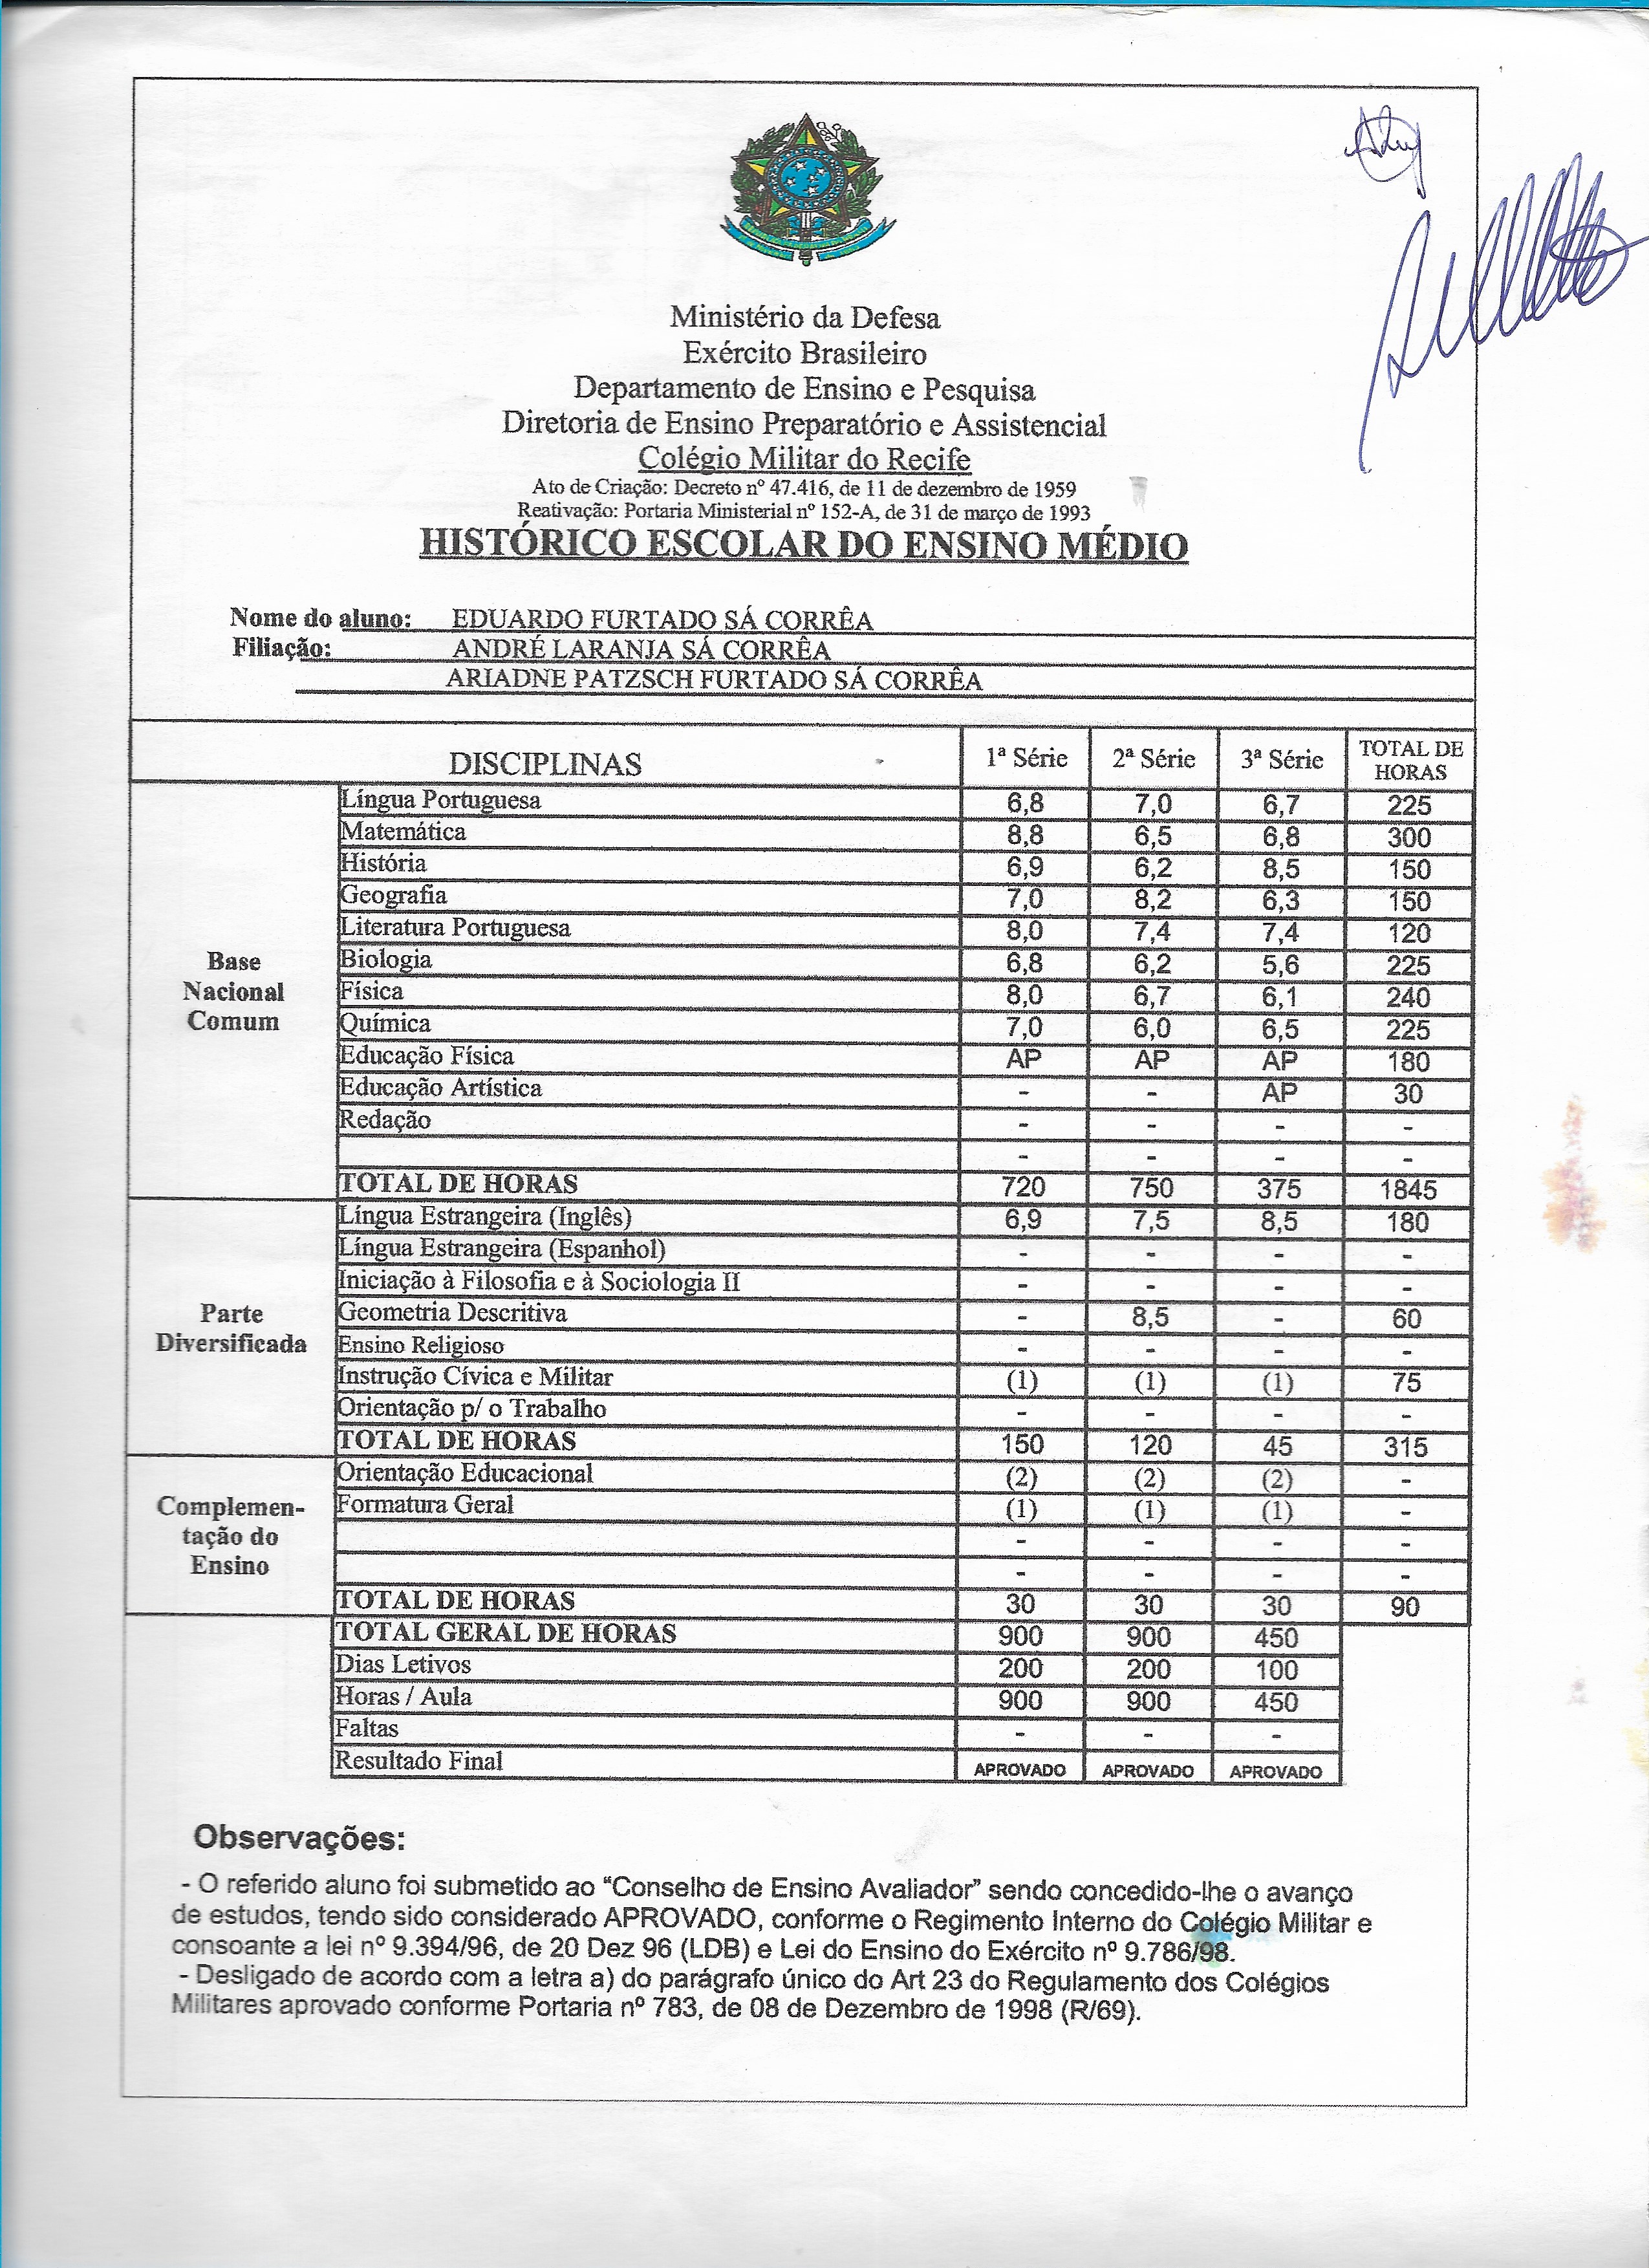 Ministério da Defesa
Exército Brasileiro
Departamento de Ensino e Pesquisa
Diretoria de Ensino Preparatório e Assistencial
Colégio Militar do Recife
Ato de Criação: Decreto nº 47.416, de 11 de dezembro de 1959
Reativação: Portaria Ministerial nº 152-A, de 31 de março de 1993
HISTÓRICO ESCOLAR DO ENSINO MÉDIO
Nome do aluno: EDUARDO FURTADO SÁ CORRÊA
Filiação: ANDRÉ LARANJA SÁ CORRÊA
ARIADNE PATZSCH FURTADO SÁ CORRÊA
DISCIPLINAS 1ª Série 2ª Série 3ª Série TOTAL DE HORAS
Base Nacional Comum
Língua Portuguesa 6,8 7,0 6,7 225
Matemática 8,8 6,5 6,8 300
História 6,9 6,2 8,5 150
Geografia 7,0 8,2 6,3 150
Literatura Portuguesa 8,0 7,4 7,4 120
Biologia 6,8 6,2 5,6 225
Física 8,0 6,7 6,1 240
Química 7,0 6,0 6,5 225
Educação Física AP AP AP 180
Educação Artística - - AP 30
Redação - - - -
- - - -
TOTAL DE HORAS 720 750 375 1845
Parte Diversificada
Língua Estrangeira (Inglês) 6,9 7,5 8,5 180
Língua Estrangeira (Espanhol) - - - -
Iniciação à Filosofia e à Sociologia II - - - -
Geometria Descritiva - 8,5 - 60
Ensino Religioso - - - -
Instrução Cívica e Militar (1) (1) (1) 75
Orientação p/ o Trabalho - - - -
TOTAL DE HORAS 150 120 45 315
Complemen-
tação do
Ensino
Orientação Educacional (2) (2) (2) -
Formatura Geral (1) (1) (1) -
- - - -
- - - -
TOTAL DE HORAS 30 30 30 90
TOTAL GERAL DE HORAS 900 900 450
Dias Letivos 200 200 100
Horas / Aula 900 900 450
Faltas - - -
Resultado Final APROVADO APROVADO APROVADO
Observações:
- O referido aluno foi submetido ao “Conselho de Ensino Avaliador” sendo concedido-lhe o avanço
de estudos, tendo sido considerado APROVADO, conforme o Regimento Interno do Colégio Militar e
consoante a lei nº 9.394/96, de 20 Dez 96 (LDB) e Lei do Ensino do Exército nº 9.786/98.
- Desligado de acordo com a letra a) do parágrafo único do Art 23 do Regulamento dos Colégios
Militares aprovado conforme Portaria nº 783, de 08 de Dezembro de 1998 (R/69).